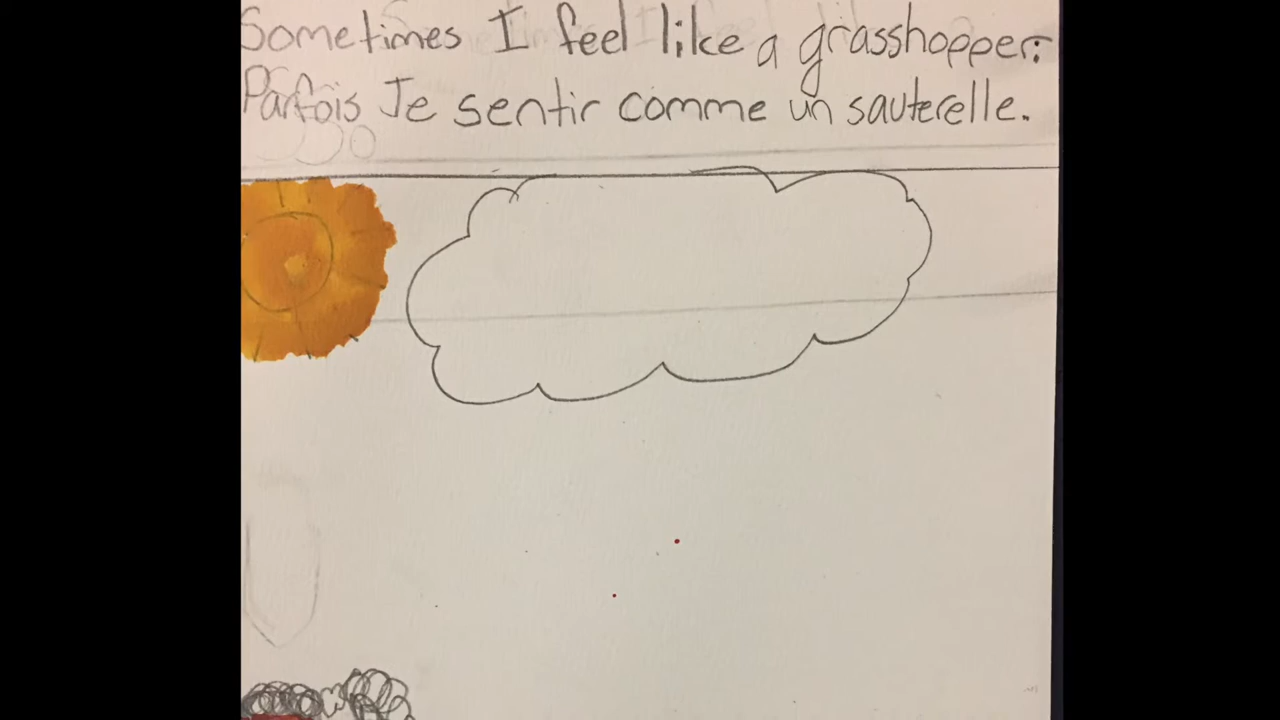 Sometimes I feel like a grasshopper.
Parfois Je sentir comme un sauterelle.